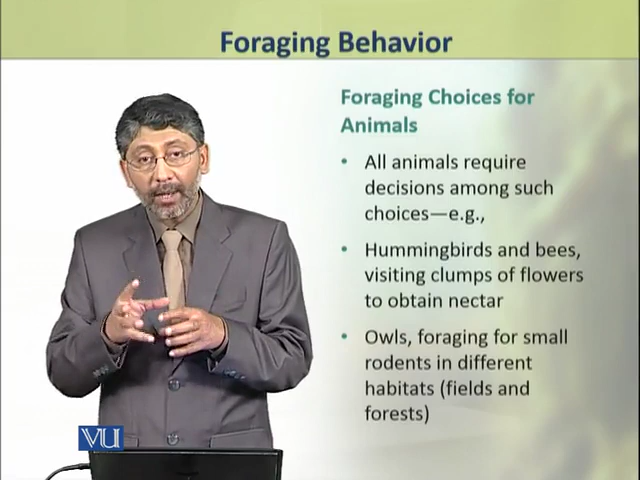 Foraging Behavior
Foraging Choices for
Animals
• All animals require
decisions among such
choices—e.g.,
• Hummingbirds and bees,
visiting clumps of flowers
to obtain nectar
• Owls, foraging for small
rodents in different
habitats (fields and
forests)
VU